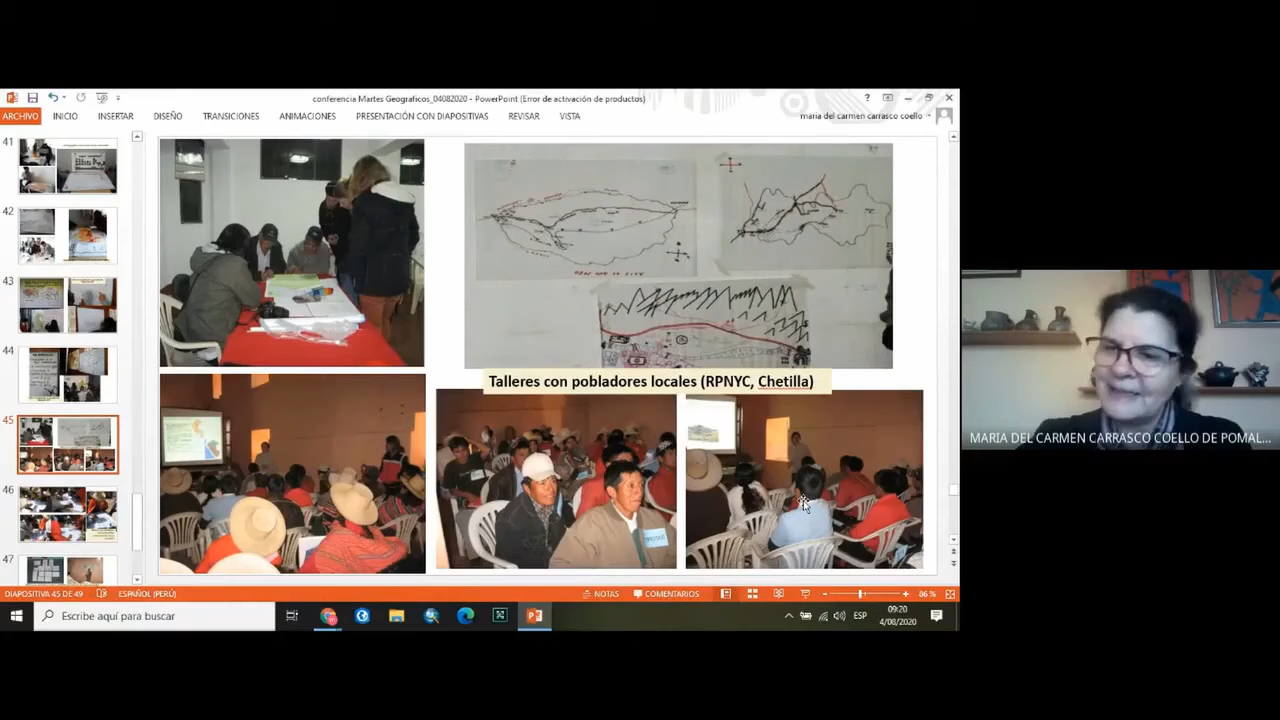 conferencia Martes Geograficos_04082020 - PowerPoint (Error de activación de productos)
ARCHIVO INICIO INSERTAR DISEÑO TRANSICIONES ANIMACIONES PRESENTACIÓN CON DIAPOSITIVAS REVISAR VISTA
maria del carmen carrasco coello
41
42
43
44
45
46
47
Talleres con pobladores locales (RPNYC, Chetilla)
MARIA DEL CARMEN CARRASCO COELLO DE POMAL...
DIAPOSITIVA 45 DE 49 ESPAÑOL (PERÚ) NOTAS COMENTARIOS 86 %
Escribe aquí para buscar
ESP
09:20
4/08/2020